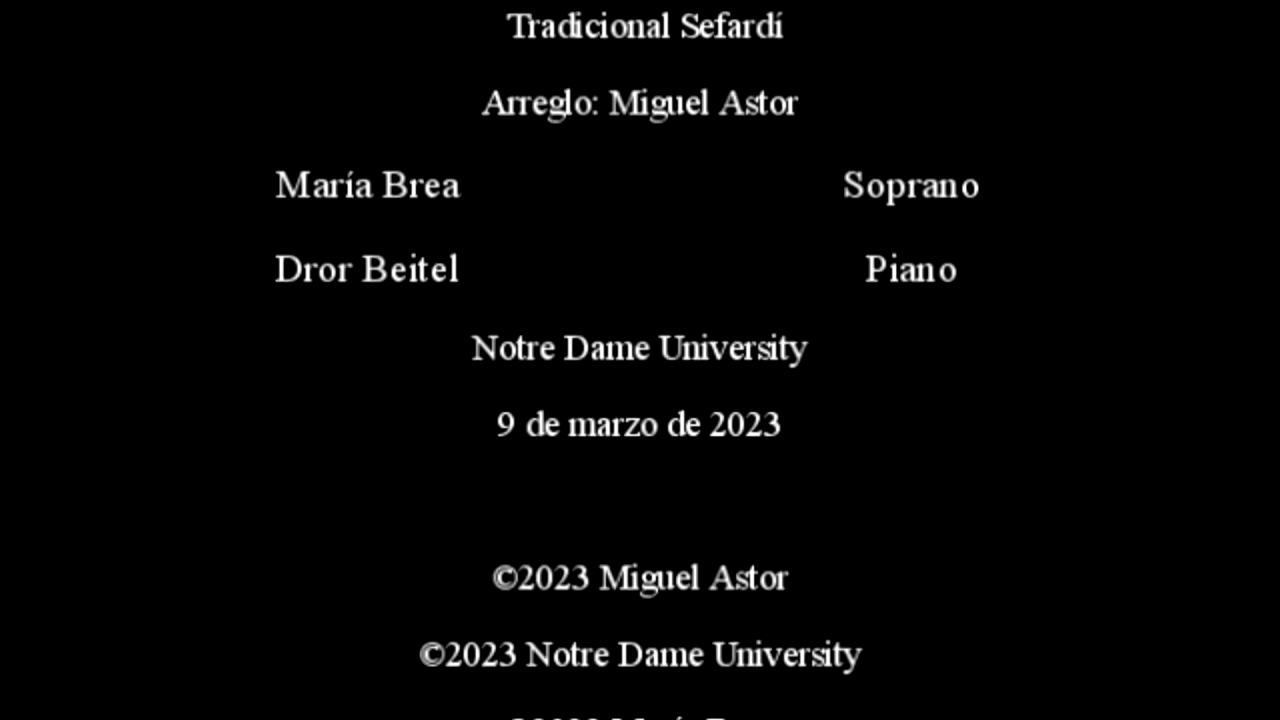 Tradicional Sefardí
Arreglo: Miguel Astor
María Brea Soprano
Dror Beitel Piano
Notre Dame University
9 de marzo de 2023
©2023 Miguel Astor
©2023 Notre Dame University